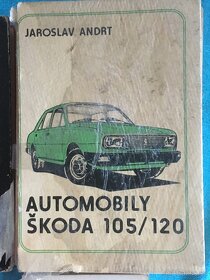 JAROSLAV ANDRT
AUTOMOBILY
ŠKODA 105/120